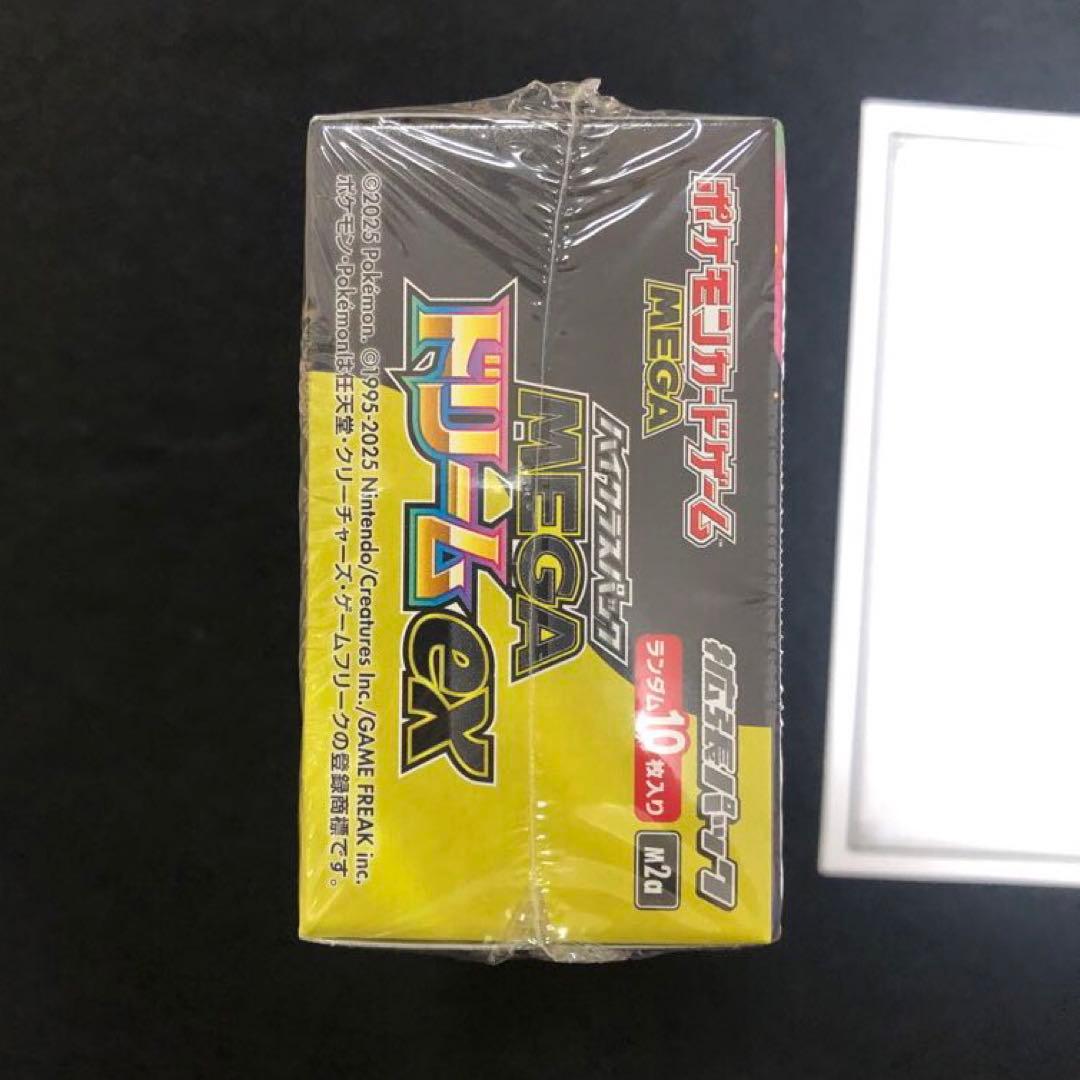 ポケモンカードゲーム™
MEGA
拡張パック
ハイクラスパック
MEGA
ドリームex
ランダム10枚入り
M2a
©2025 Pokémon. ©1995-2025 Nintendo/Creatures Inc./GAME FREAK inc.
ポケモン・Pokémonは任天堂・クリーチャーズ・ゲームフリークの登録商標です。